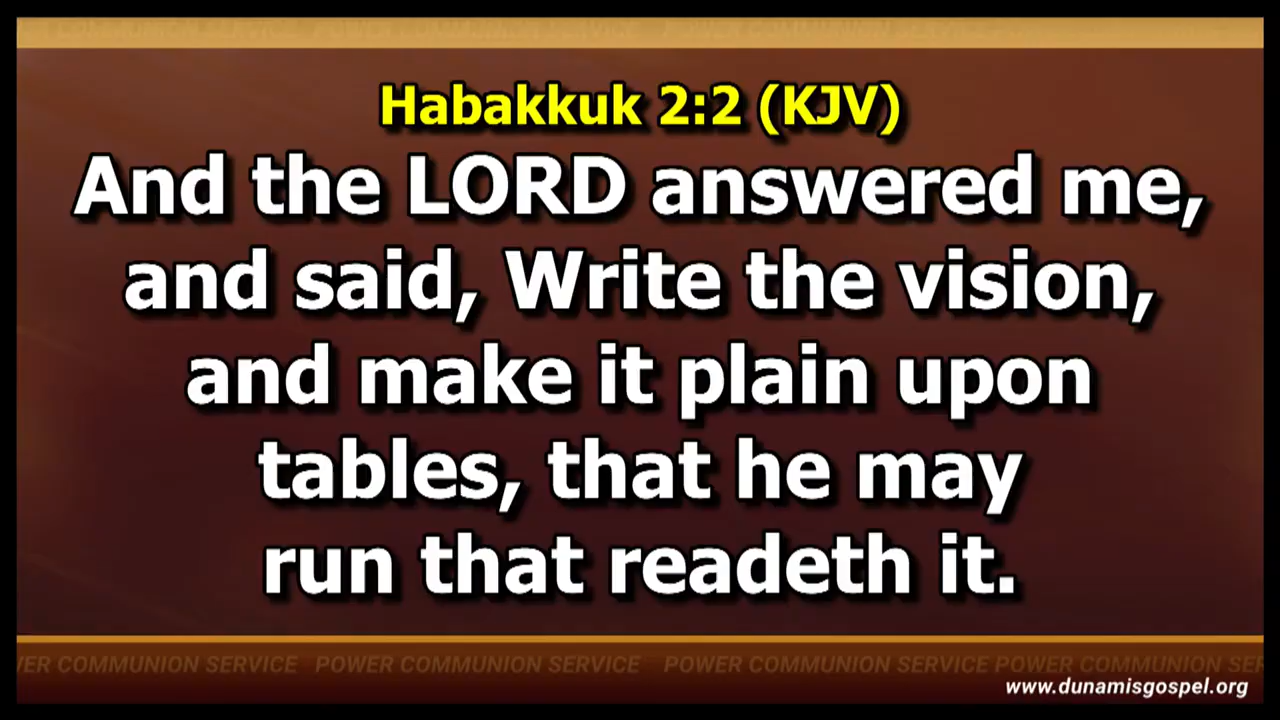 Habakkuk 2:2 (KJV)
And the LORD answered me,
and said, Write the vision,
and make it plain upon
tables, that he may
run that readeth it.
VER COMMUNION SERVICE POWER COMMUNION SERVICE POWER COMMUNION SERVICE POWER COMMUNION SER
www.dunamisgospel.org